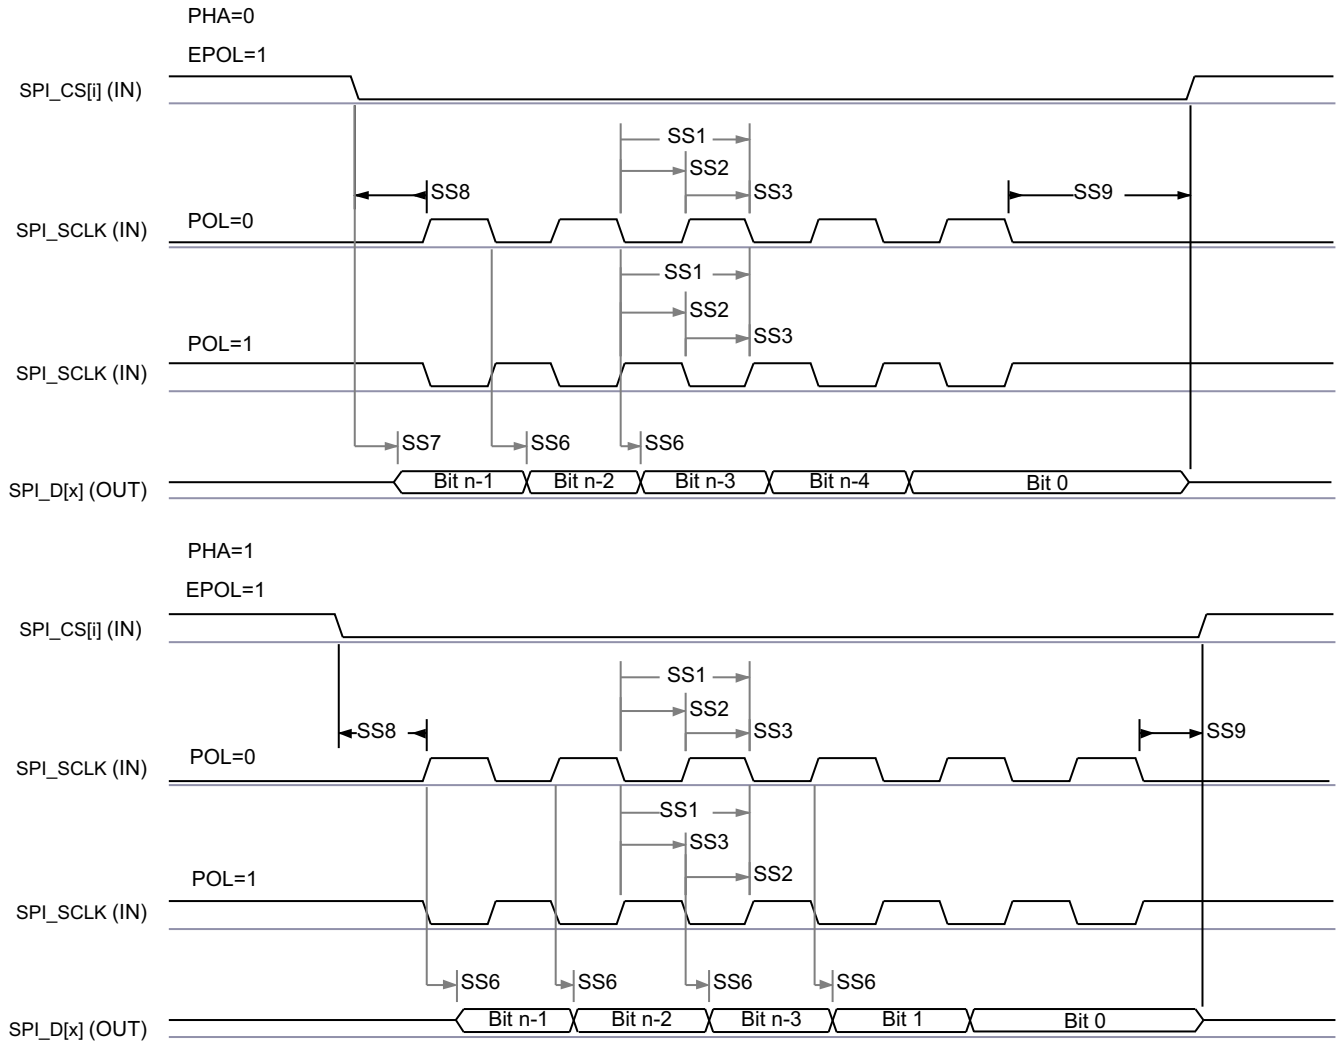 PHA=0
EPOL=1
SPI_CS[i] (IN)
SS1
SS2
SS8
SS3
SS9
POL=0
SPI_SCLK (IN)
SS1
SS2
SS3
POL=1
SPI_SCLK (IN)
SS7
SS6
SS6
SPI_D[x] (OUT)
Bit n-1
Bit n-2
Bit n-3
Bit n-4
Bit 0
PHA=1
EPOL=1
SPI_CS[i] (IN)
SS1
SS2
SS8
SS3
SS9
POL=0
SPI_SCLK (IN)
SS1
SS3
SS2
POL=1
SPI_SCLK (IN)
SS6
SS6
SS6
SS6
SPI_D[x] (OUT)
Bit n-1
Bit n-2
Bit n-3
Bit 1
Bit 0